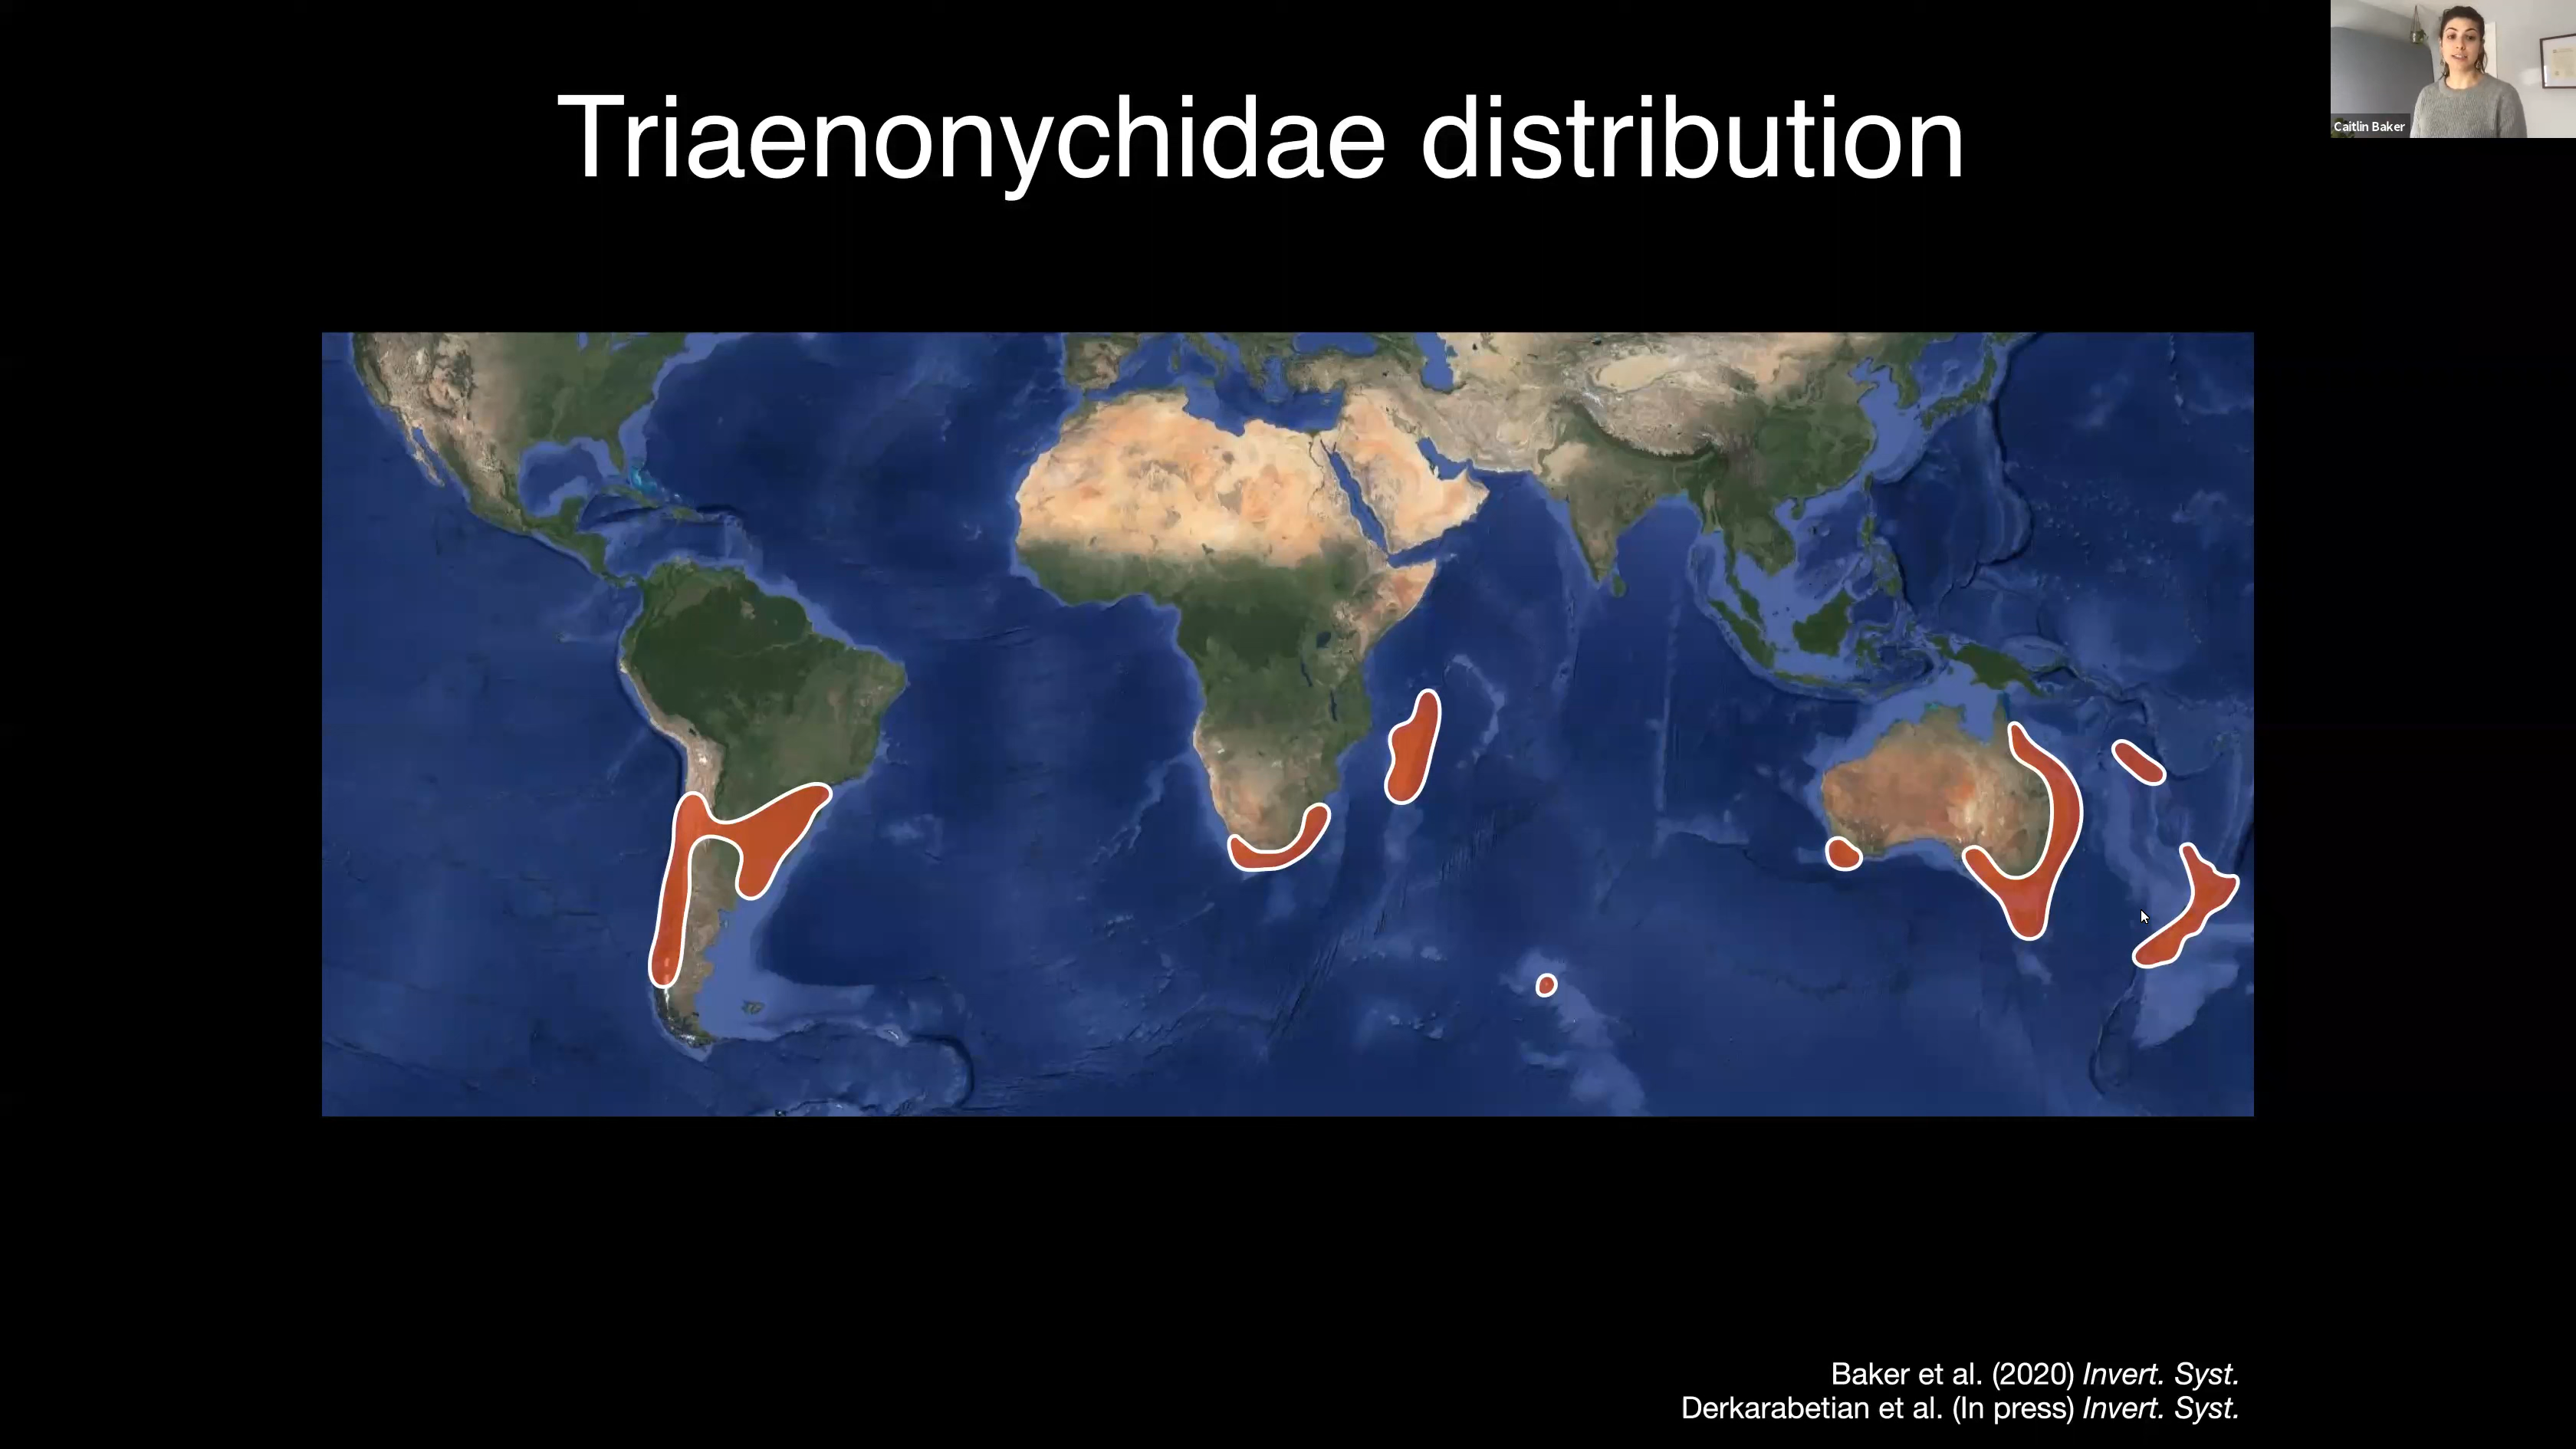 Triaenonychidae distribution
Caitlin Baker
Baker et al. (2020) Invert. Syst.
Derkarabetian et al. (In press) Invert. Syst.